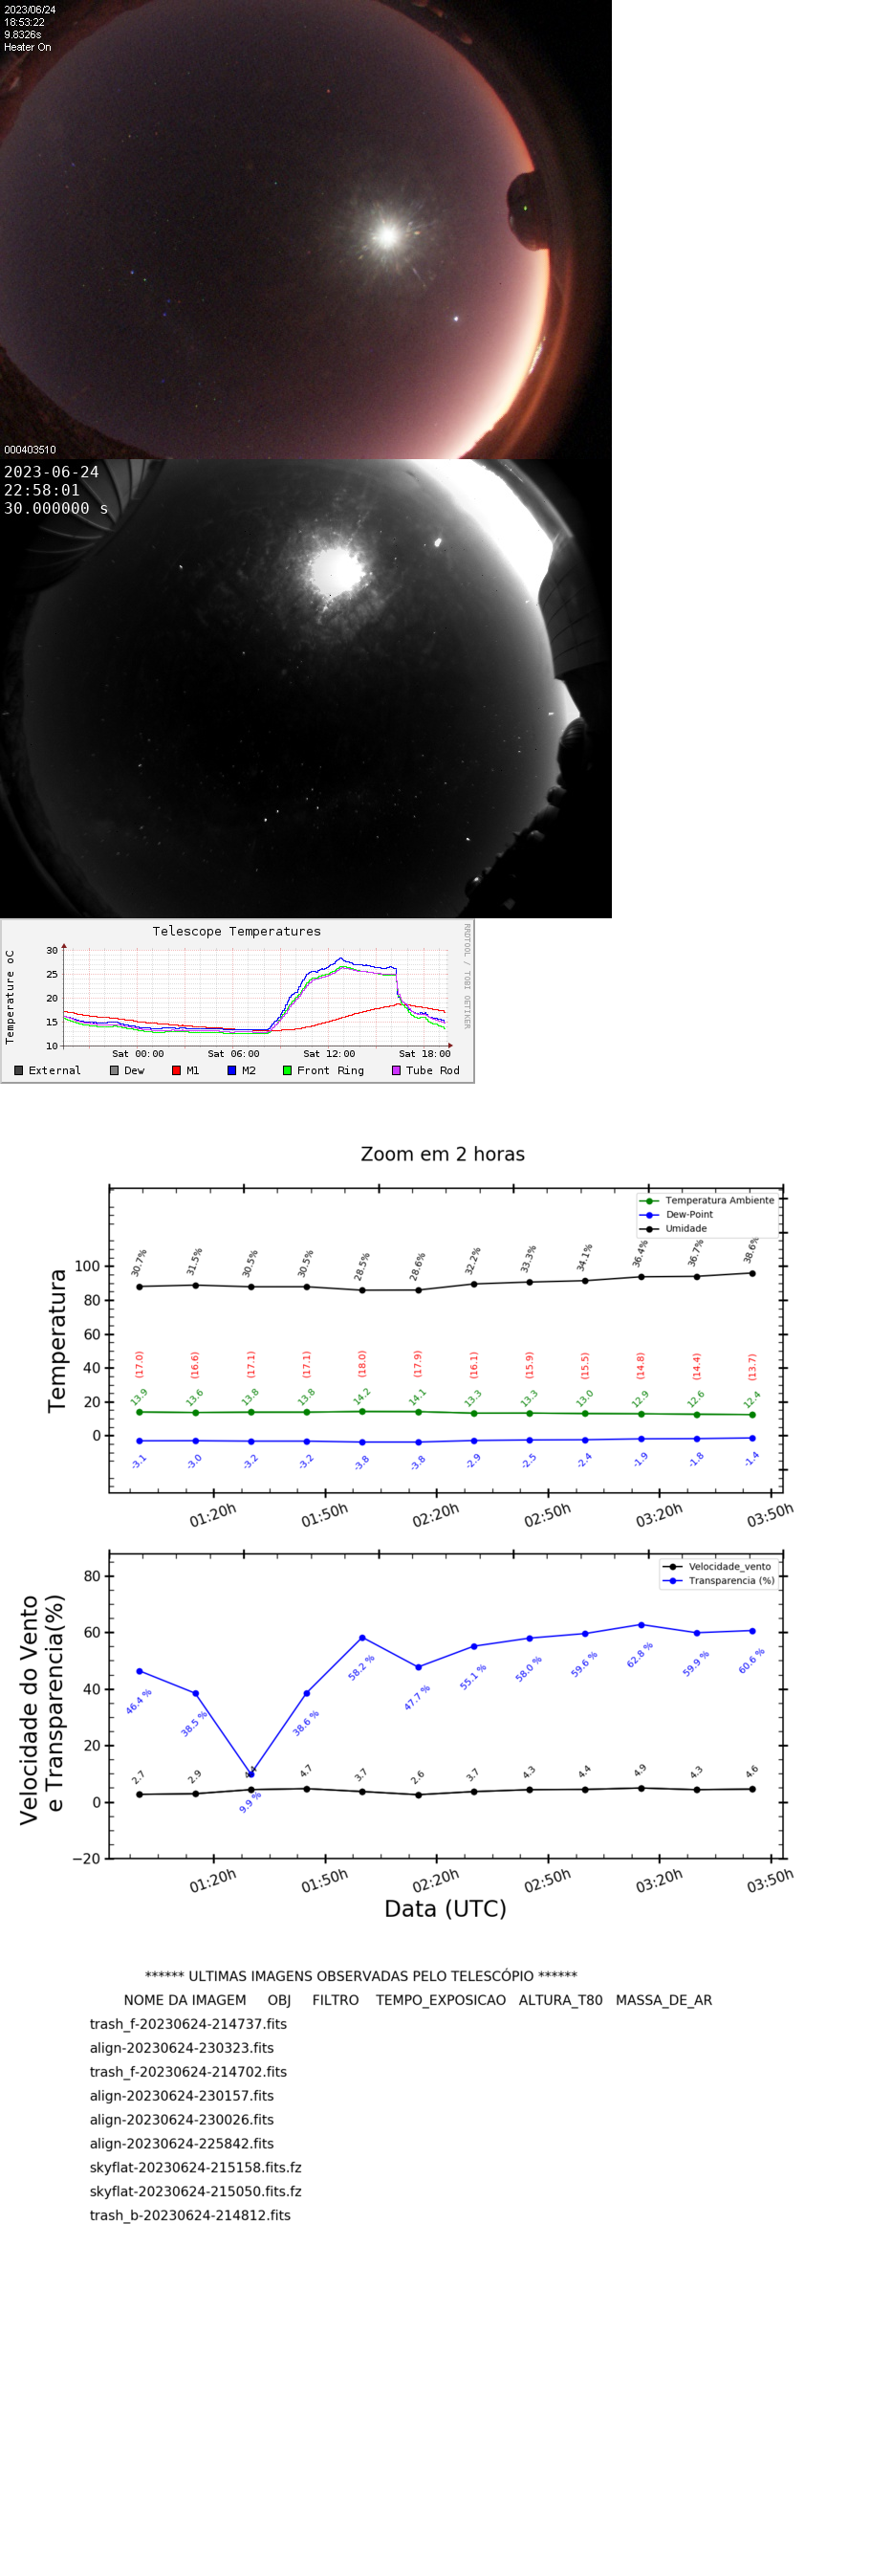 2023/06/24
18:53:22
9.8326s
Heater On
000403510
2023-06-24
22:58:01
30.000000 s
Telescope Temperatures
RRDTOOL / TOBI OETIKER
Temperature oC
30
25
20
15
10
Sat 00:00 Sat 06:00 Sat 12:00 Sat 18:00
External Dew M1 M2 Front Ring Tube Rod
Zoom em 2 horas
Temperatura Ambiente
Dew-Point
Umidade
Temperatura
100
80
60
40
20
0
30.7% 31.5% 30.5% 30.5% 28.5% 28.6% 32.2% 33.3% 34.1% 36.4% 36.7% 38.6%
(17.0) (16.6) (17.1) (17.1) (18.0) (17.9) (16.1) (15.9) (15.5) (14.8) (14.4) (13.7)
13.9 13.6 13.8 13.8 14.2 14.1 13.3 13.3 13.0 12.9 12.6 12.4
-3.1 -3.0 -3.2 -3.2 -3.8 -3.8 -2.9 -2.5 -2.4 -1.9 -1.8 -1.4
01:20h 01:50h 02:20h 02:50h 03:20h 03:50h
Velocidade_vento
Transparencia (%)
Velocidade do Vento
e Transparencia(%)
80
60
40
20
0
−20
46.4 % 38.5 % 9.9 % 38.6 % 58.2 % 47.7 % 55.1 % 58.0 % 59.6 % 62.8 % 59.9 % 60.6 %
2.7 2.9 4.7 3.7 2.6 3.7 4.3 4.4 4.9 4.3 4.6
01:20h 01:50h 02:20h 02:50h 03:20h 03:50h
Data (UTC)
****** ULTIMAS IMAGENS OBSERVADAS PELO TELESCÓPIO ******
NOME DA IMAGEM OBJ FILTRO TEMPO_EXPOSICAO ALTURA_T80 MASSA_DE_AR
trash_f-20230624-214737.fits
align-20230624-230323.fits
trash_f-20230624-214702.fits
align-20230624-230157.fits
align-20230624-230026.fits
align-20230624-225842.fits
skyflat-20230624-215158.fits.fz
skyflat-20230624-215050.fits.fz
trash_b-20230624-214812.fits